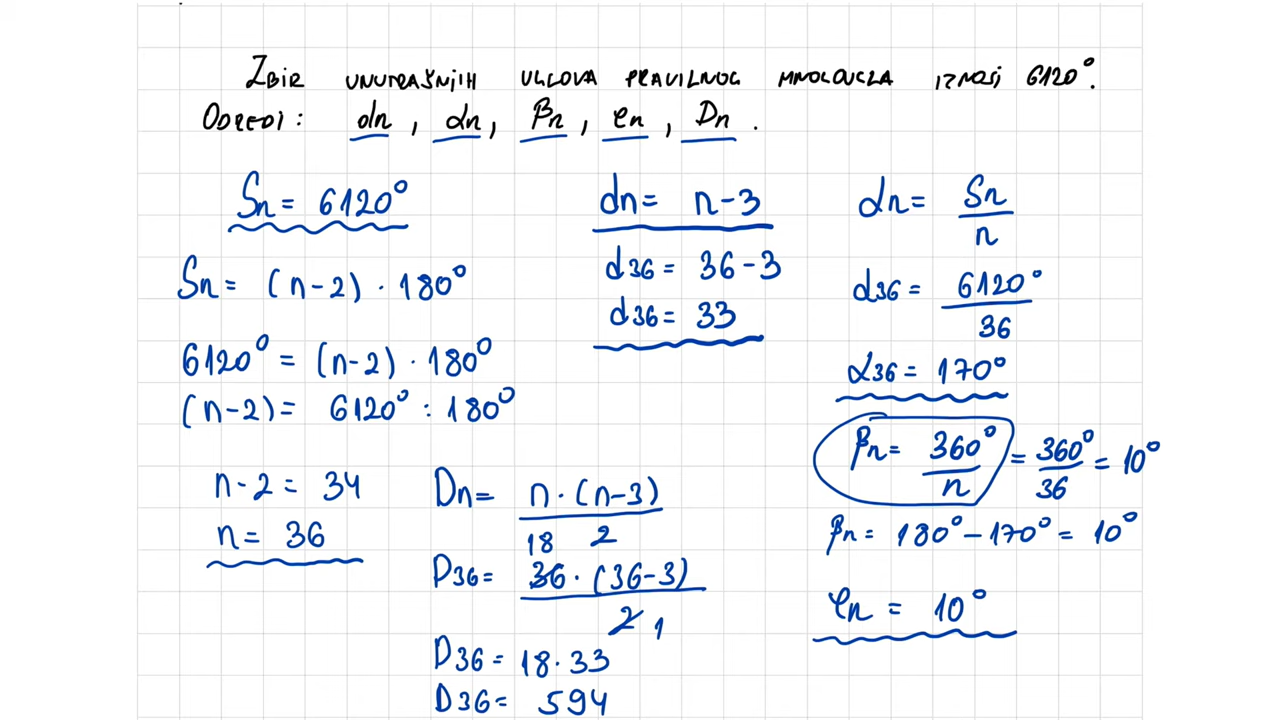 ZBIR UNUTRAŠNJIH UGLOVA PRAVILNOG MNOGOUGLA IZNOSI 6120°.
ODREDI: dn, αn, βn, φn, Dn.
Sn = 6120°
Sn = (n-2) · 180°
6120° = (n-2) · 180°
(n-2) = 6120° : 180°
n-2 = 34
n = 36
dn = n-3
d36 = 36-3
d36 = 33
Dn = n · (n-3) / 2
D36 = 36 · (36-3) / 2
18
1
D36 = 18 · 33
D36 = 594
αn = Sn / n
α36 = 6120° / 36
α36 = 170°
βn = 360° / n = 360° / 36 = 10°
βn = 180° - 170° = 10°
φn = 10°